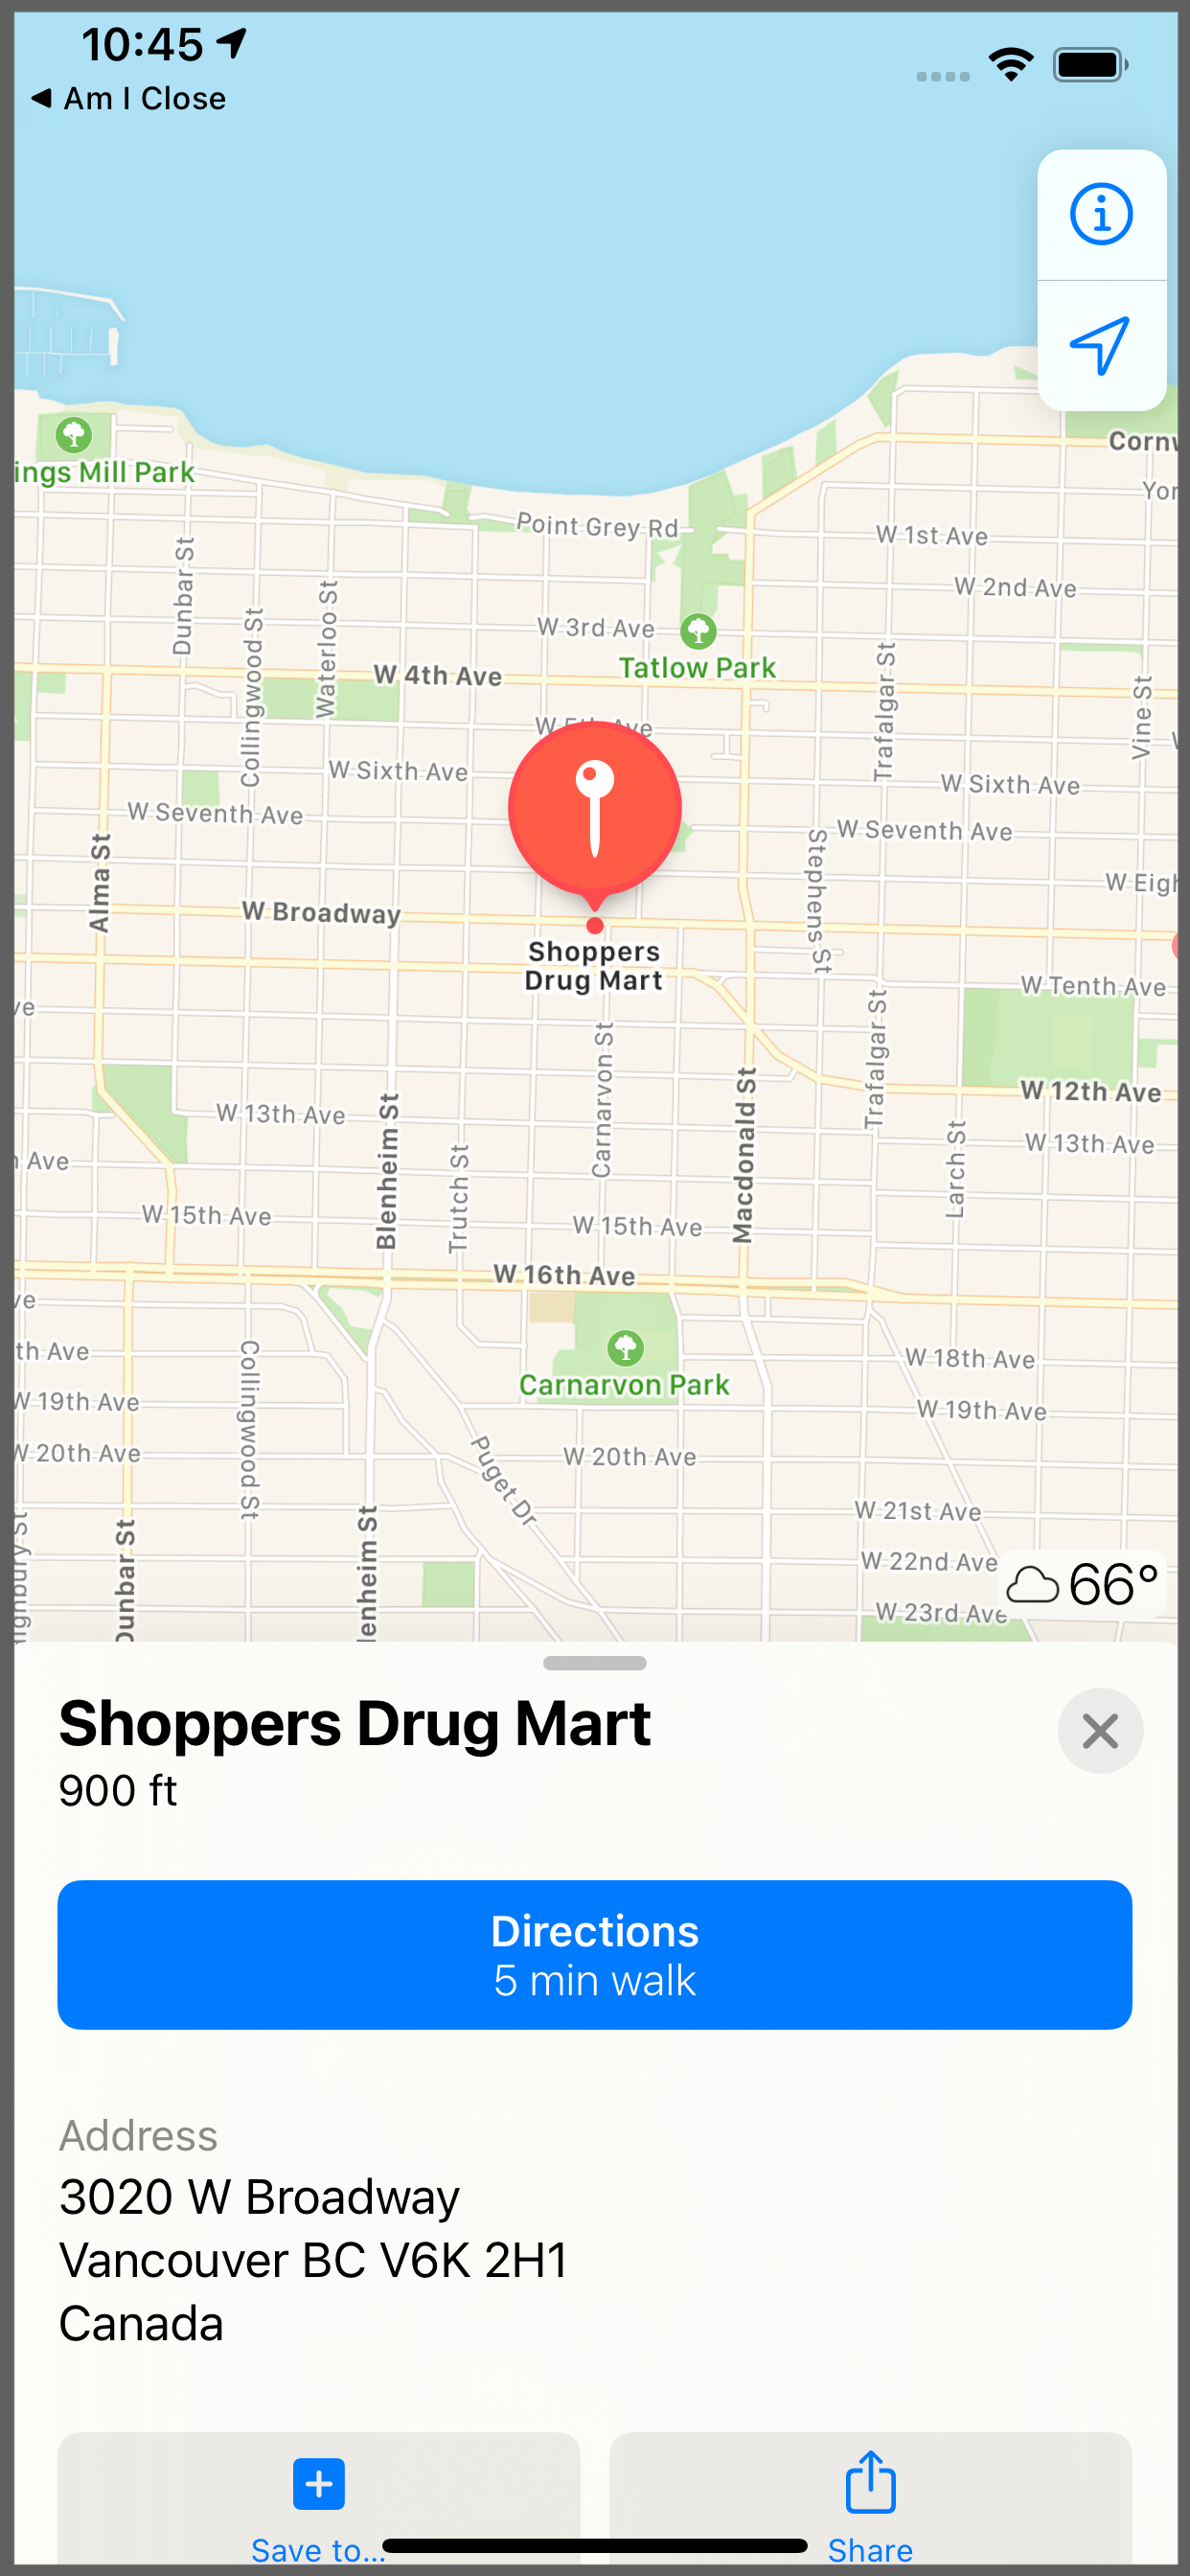 10:45
Am I Close
Cornw
ings Mill Park
Yor
Point Grey Rd
W 1st Ave
Dunbar St
W 2nd Ave
Collingwood St
Waterloo St
W 3rd Ave
Tatlow Park
Trafalgar St
W 4th Ave
Vine St
Ave
W Sixth Ave
W Sixth Ave
W Seventh Ave
W Seventh Ave
Stephens St
Alma St
W Eigh
W Broadway
Shoppers
Drug Mart
W Tenth Ave
ve
Trafalgar St
Carnarvon St
W 12th Ave
Macdonald St
Blenheim St
W 13th Ave
W 13th Ave
Larch St
Trutch St
Ave
W 15th Ave
W 15th Ave
W 16th Ave
ve
th Ave
Collingwood St
W 18th Ave
Carnarvon Park
W 19th Ave
W 19th Ave
W 20th Ave
W 20th Ave
Puget Dr
W 21st Ave
Dunbar St
lenheim St
W 22nd Ave
66°
W 23rd Ave
Shoppers Drug Mart
900 ft
Directions
5 min walk
Address
3020 W Broadway
Vancouver BC V6K 2H1
Canada
Save to...
Share